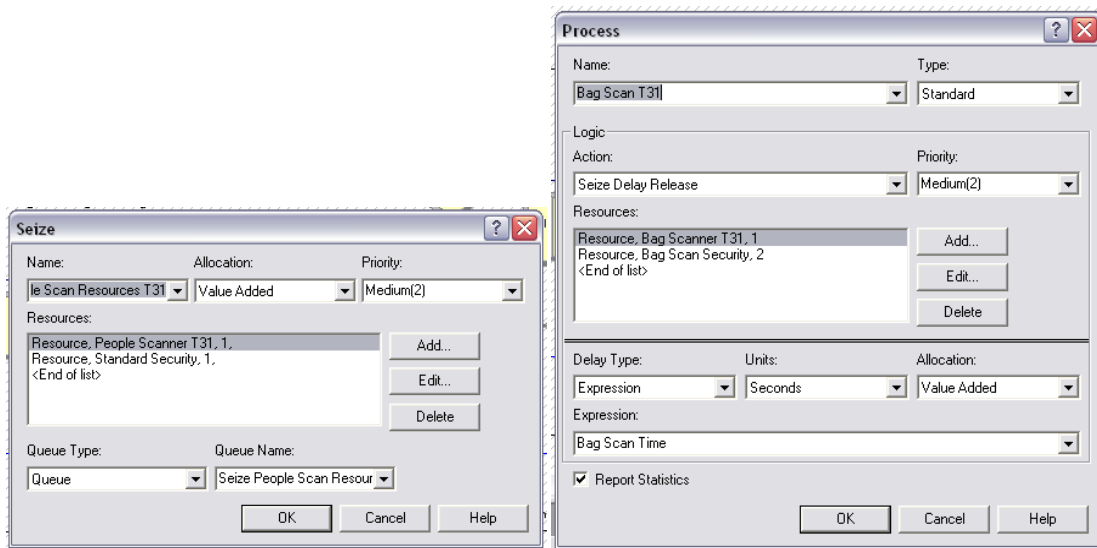 Seize
Name: Allocation: Priority:
le Scan Resources T31 Value Added Medium(2)
Resources:
Resource, People Scanner T31, 1,
Resource, Standard Security, 1,
<End of list>
Add...
Edit...
Delete
Queue Type: Queue Name:
Queue Seize People Scan Resour
OK Cancel Help
Process
Name: Type:
Bag Scan T31 Standard
Logic
Action: Priority:
Seize Delay Release Medium(2)
Resources:
Resource, Bag Scanner T31, 1
Resource, Bag Scan Security, 2
<End of list>
Add...
Edit...
Delete
Delay Type: Units: Allocation:
Expression Seconds Value Added
Expression:
Bag Scan Time
Report Statistics
OK Cancel Help